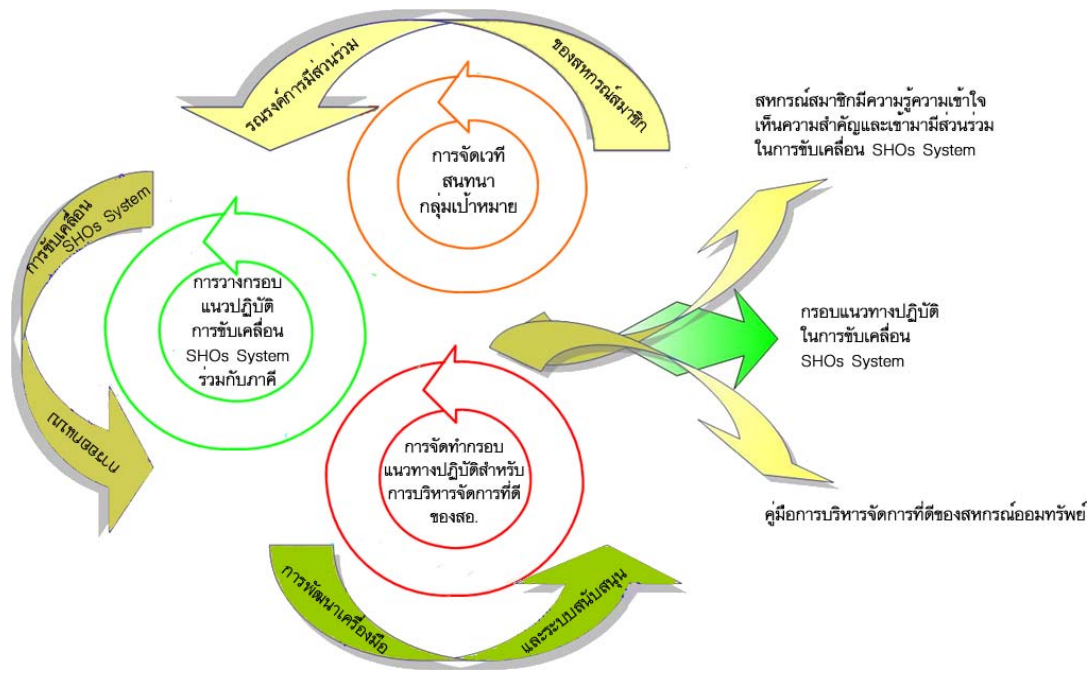 รณรงค์การมีส่วนร่วม
ของสหกรณ์สมาชิก
การจัดเวที
สนทนา
กลุ่มเป้าหมาย
สหกรณ์สมาชิกมีความรู้ความเข้าใจ
เห็นความสำคัญและเข้ามามีส่วนร่วม
ในการขับเคลื่อน SHOs System
การขับเคลื่อน
SHOs System
การออกแบบ
การวางกรอบ
แนวปฏิบัติ
การขับเคลื่อน
SHOs System
ร่วมกับภาคี
กรอบแนวทางปฏิบัติ
ในการขับเคลื่อน
SHOs System
การจัดทำกรอบ
แนวทางปฏิบัติสำหรับ
การบริหารจัดการที่ดี
ของสอ.
คู่มือการบริหารจัดการที่ดีของสหกรณ์ออมทรัพย์
การพัฒนาเครื่องมือ
และระบบสนับสนุน